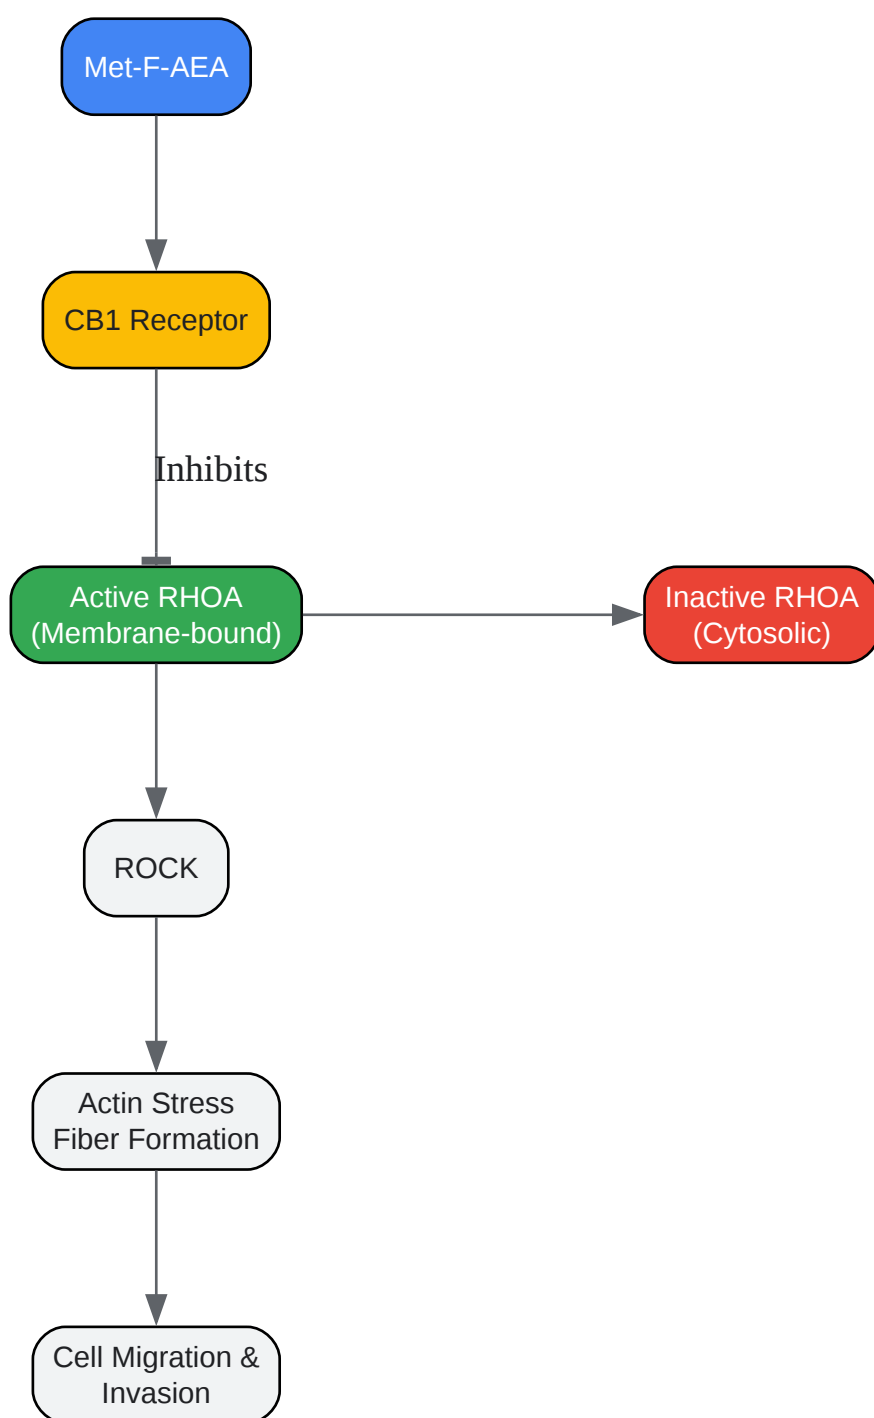 Met-F-AEA
CB1 Receptor
Inhibits
Active RHOA
(Membrane-bound)
Inactive RHOA
(Cytosolic)
ROCK
Actin Stress
Fiber Formation
Cell Migration &
Invasion